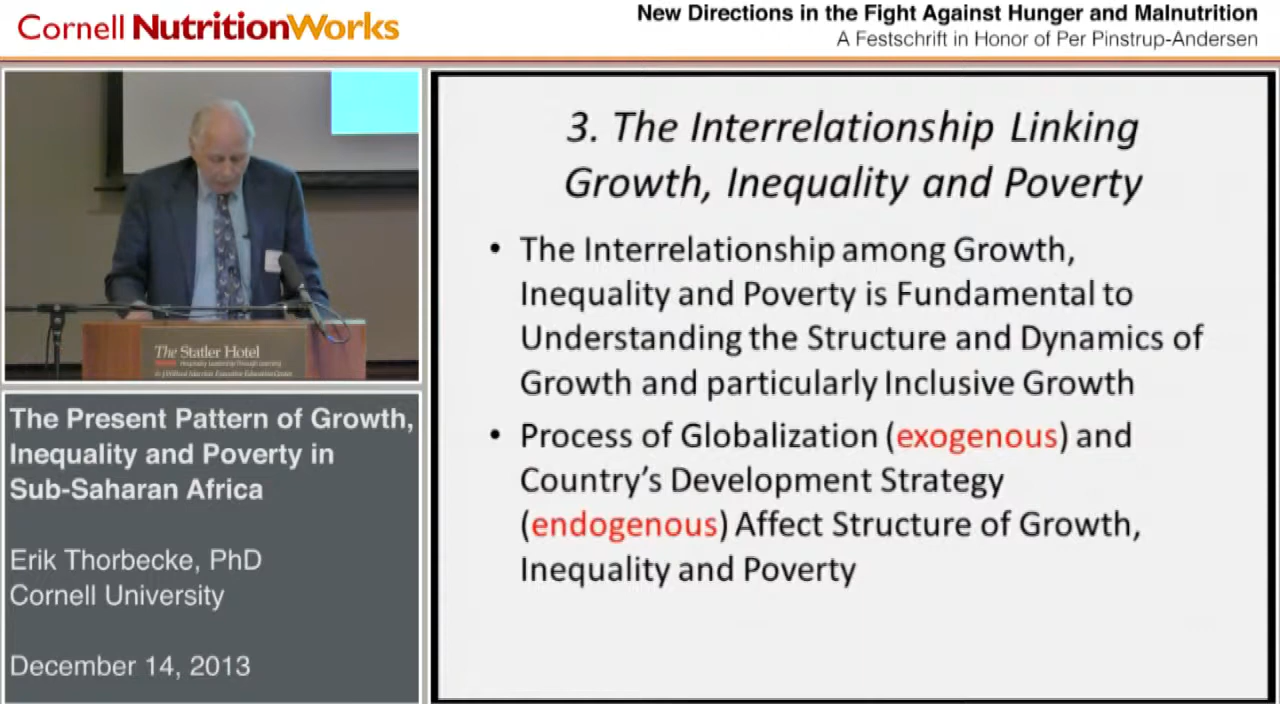 Cornell NutritionWorks
New Directions in the Fight Against Hunger and Malnutrition
A Festschrift in Honor of Per Pinstrup-Andersen
The Statler Hotel
3. The Interrelationship Linking
Growth, Inequality and Poverty
• The Interrelationship among Growth,
Inequality and Poverty is Fundamental to
Understanding the Structure and Dynamics of
Growth and particularly Inclusive Growth
• Process of Globalization (exogenous) and
Country’s Development Strategy
(endogenous) Affect Structure of Growth,
Inequality and Poverty
The Present Pattern of Growth,
Inequality and Poverty in
Sub-Saharan Africa
Erik Thorbecke, PhD
Cornell University
December 14, 2013